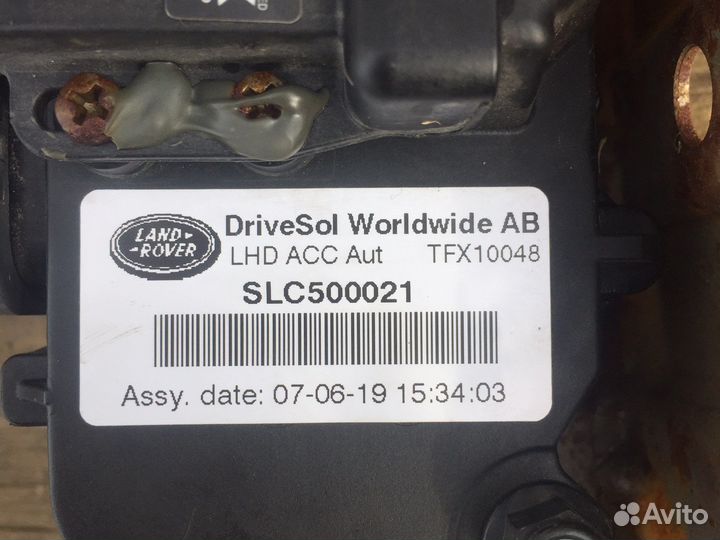 LAND
ROVER
DriveSol Worldwide AB
LHD ACC Aut TFX10048
SLC500021
Assy. date: 07-06-19 15:34:03
Avito